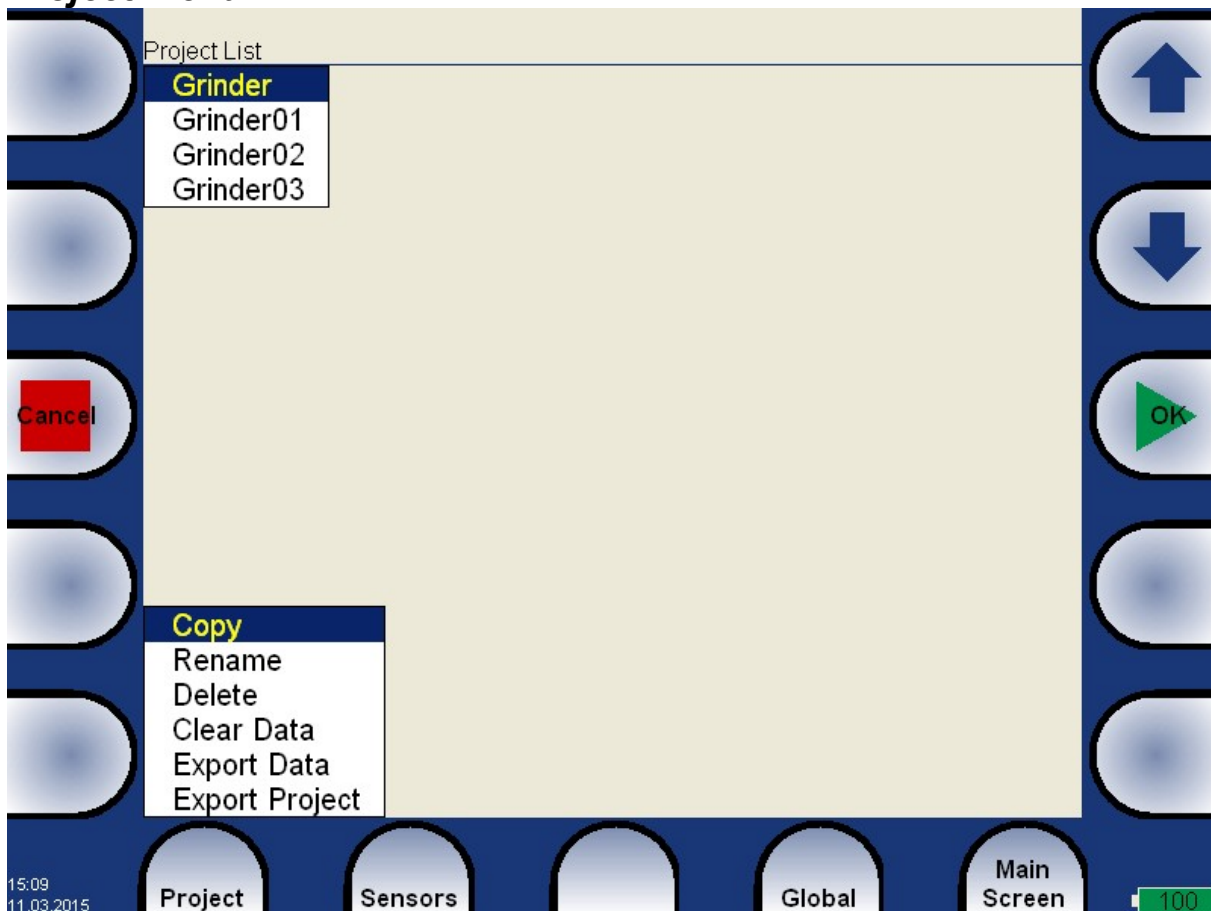 Project List
Grinder
Grinder01
Grinder02
Grinder03
Cancel
OK
Copy
Rename
Delete
Clear Data
Export Data
Export Project
Project
Sensors
Global
Main
Screen
15:09
11.03.2015
100